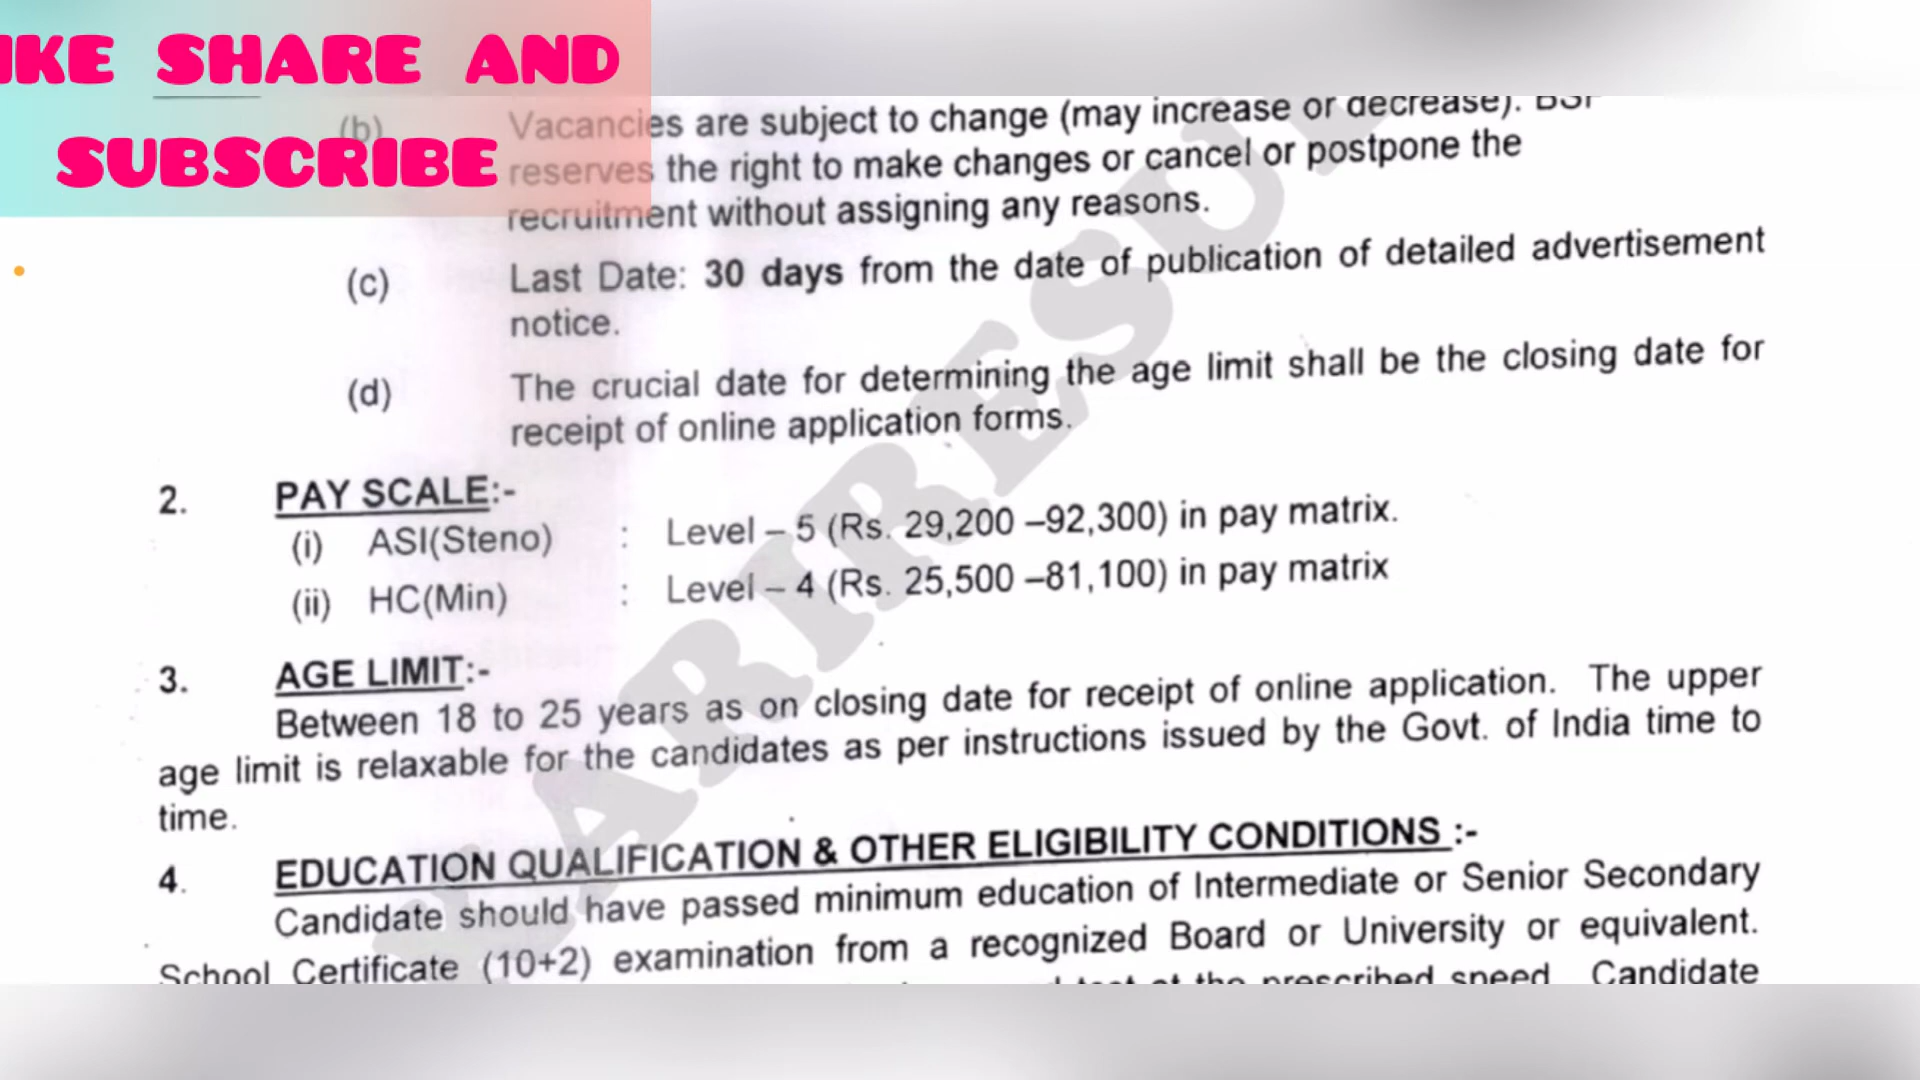 IKE SHARE AND
SUBSCRIBE
(b) Vacancies are subject to change (may increase or decrease). BSF
reserves the right to make changes or cancel or postpone the
recruitment without assigning any reasons.
(c) Last Date: 30 days from the date of publication of detailed advertisement
notice.
(d) The crucial date for determining the age limit shall be the closing date for
receipt of online application forms.
2. PAY SCALE:-
(i) ASI(Steno) : Level – 5 (Rs. 29,200 –92,300) in pay matrix.
(ii) HC(Min) : Level – 4 (Rs. 25,500 –81,100) in pay matrix
3. AGE LIMIT:-
Between 18 to 25 years as on closing date for receipt of online application. The upper
age limit is relaxable for the candidates as per instructions issued by the Govt. of India time to
time.
4. EDUCATION QUALIFICATION & OTHER ELIGIBILITY CONDITIONS :-
Candidate should have passed minimum education of Intermediate or Senior Secondary
School Certificate (10+2) examination from a recognized Board or University or equivalent.
the prescribed speed Candidate
SARKARIRESU